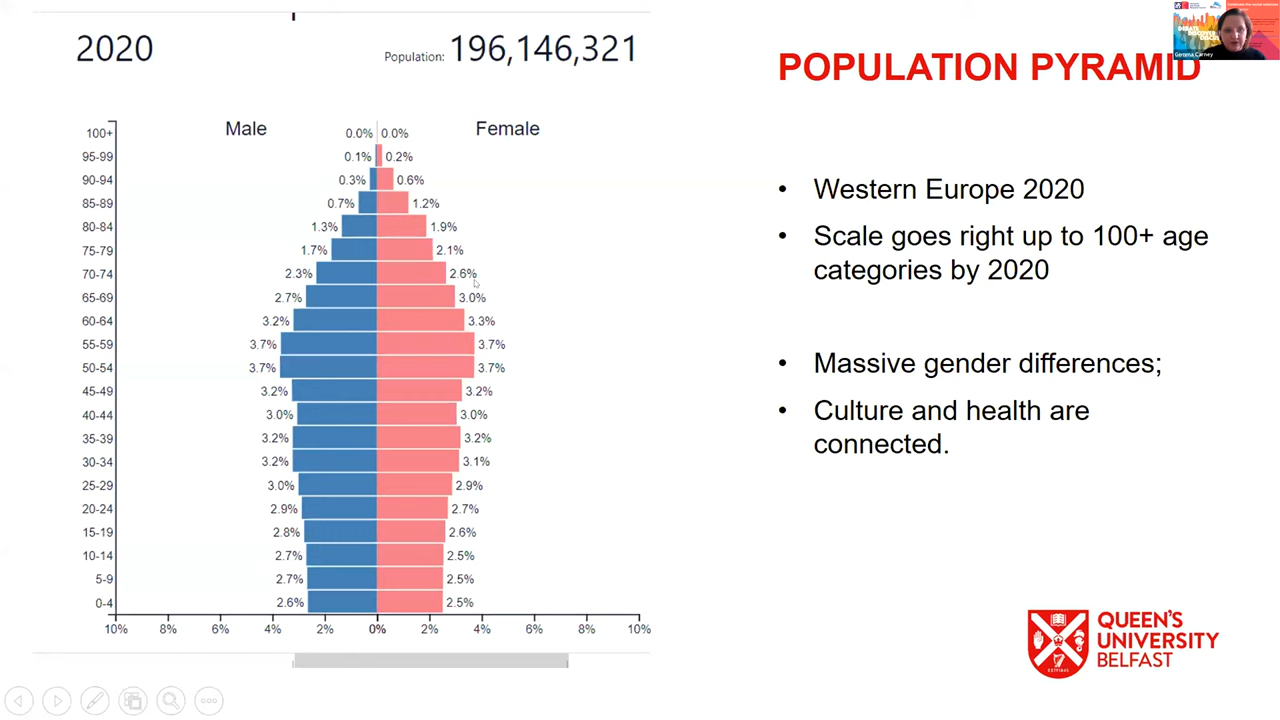 2020
Population: 196,146,321
Male
Female
100+ 0.0% 0.0%
95-99 0.1% 0.2%
90-94 0.3% 0.6%
85-89 0.7% 1.2%
80-84 1.3% 1.9%
75-79 1.7% 2.1%
70-74 2.3% 2.6%
65-69 2.7% 3.0%
60-64 3.2% 3.3%
55-59 3.7% 3.7%
50-54 3.7% 3.7%
45-49 3.2% 3.2%
40-44 3.0% 3.0%
35-39 3.2% 3.2%
30-34 3.2% 3.1%
25-29 3.0% 2.9%
20-24 2.9% 2.7%
15-19 2.8% 2.6%
10-14 2.7% 2.5%
5-9 2.7% 2.5%
0-4 2.6% 2.5%
10% 8% 6% 4% 2% 0% 2% 4% 6% 8% 10%
POPULATION PYRAMID
• Western Europe 2020
• Scale goes right up to 100+ age
categories by 2020
• Massive gender differences;
• Culture and health are
connected.
Gemma Carney
QUEEN'S
UNIVERSITY
BELFAST